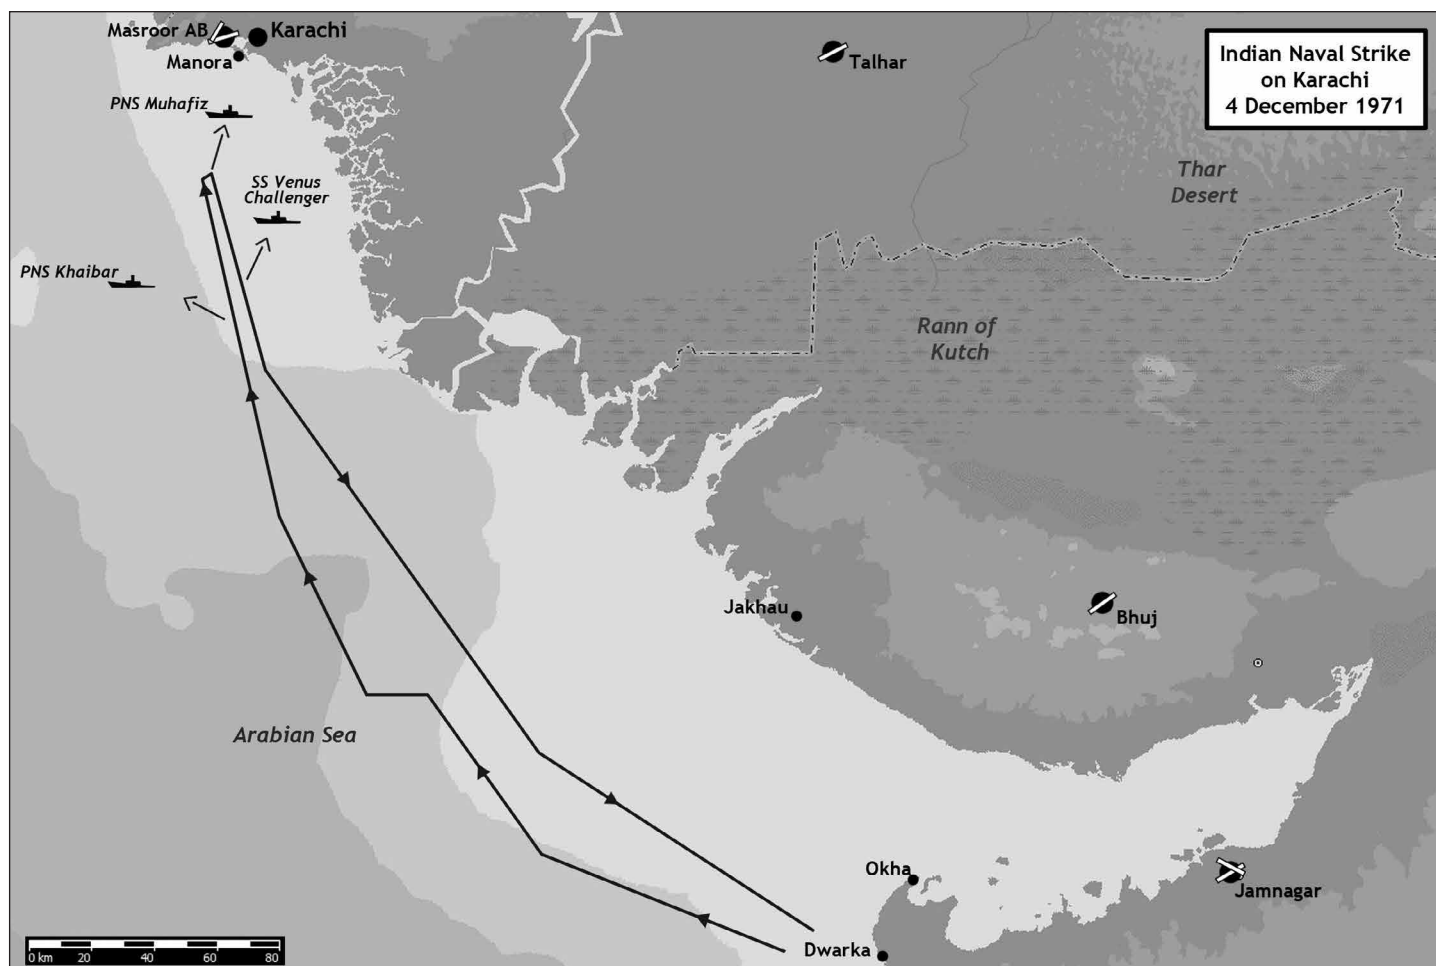 Masroor AB
Karachi
Manora
Talhar
Indian Naval Strike
on Karachi
4 December 1971
PNS Muhafiz
SS Venus
Challenger
Thar
Desert
PNS Khaibar
Rann of
Kutch
Jakhau
Bhuj
Arabian Sea
Okha
Jamnagar
Dwarka
0 km 20 40 60 80